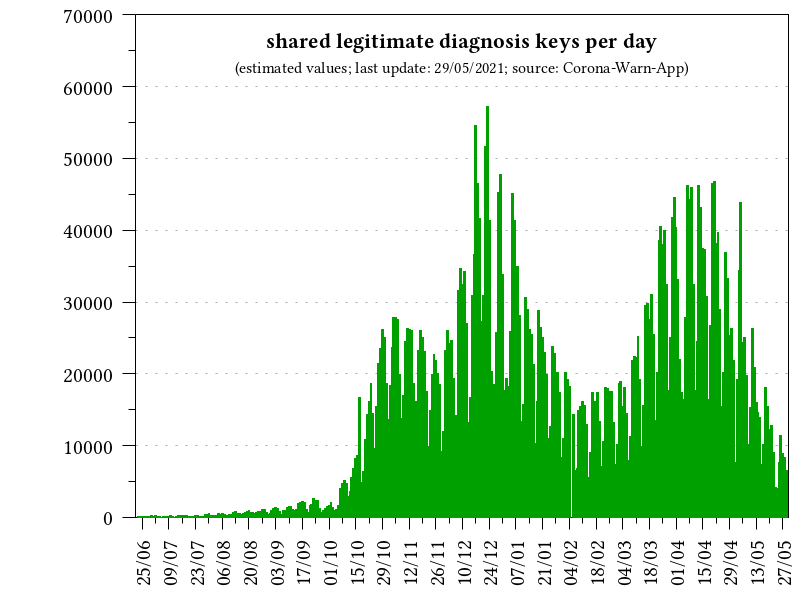 shared legitimate diagnosis keys per day
(estimated values; last update: 29/05/2021; source: Corona-Warn-App)
70000
60000
50000
40000
30000
20000
10000
0
25/06 09/07 23/07 06/08 20/08 03/09 17/09 01/10 15/10 29/10 12/11 26/11 10/12 24/12 07/01 21/01 04/02 18/02 04/03 18/03 01/04 15/04 29/04 13/05 27/05